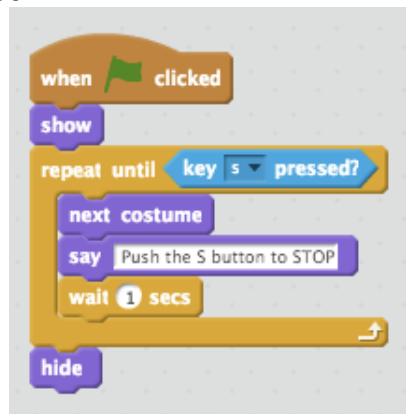 when clicked
show
repeat until key s pressed?
next costume
say Push the S button to STOP
wait 1 secs
hide